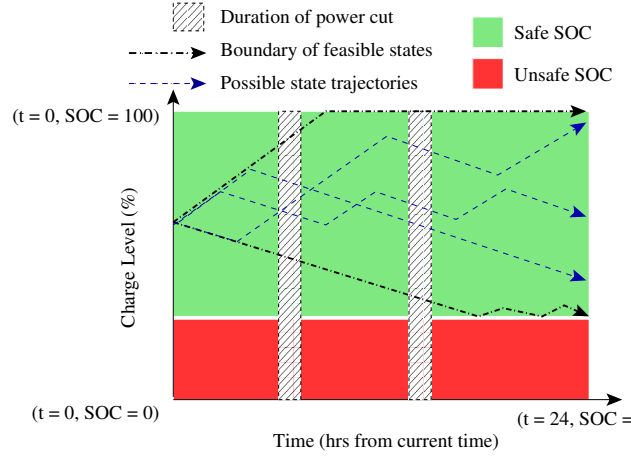 Duration of power cut
Boundary of feasible states
Possible state trajectories
Safe SOC
Unsafe SOC
(t = 0, SOC = 100)
Charge Level (%)
(t = 0, SOC = 0)
(t = 24, SOC =
Time (hrs from current time)